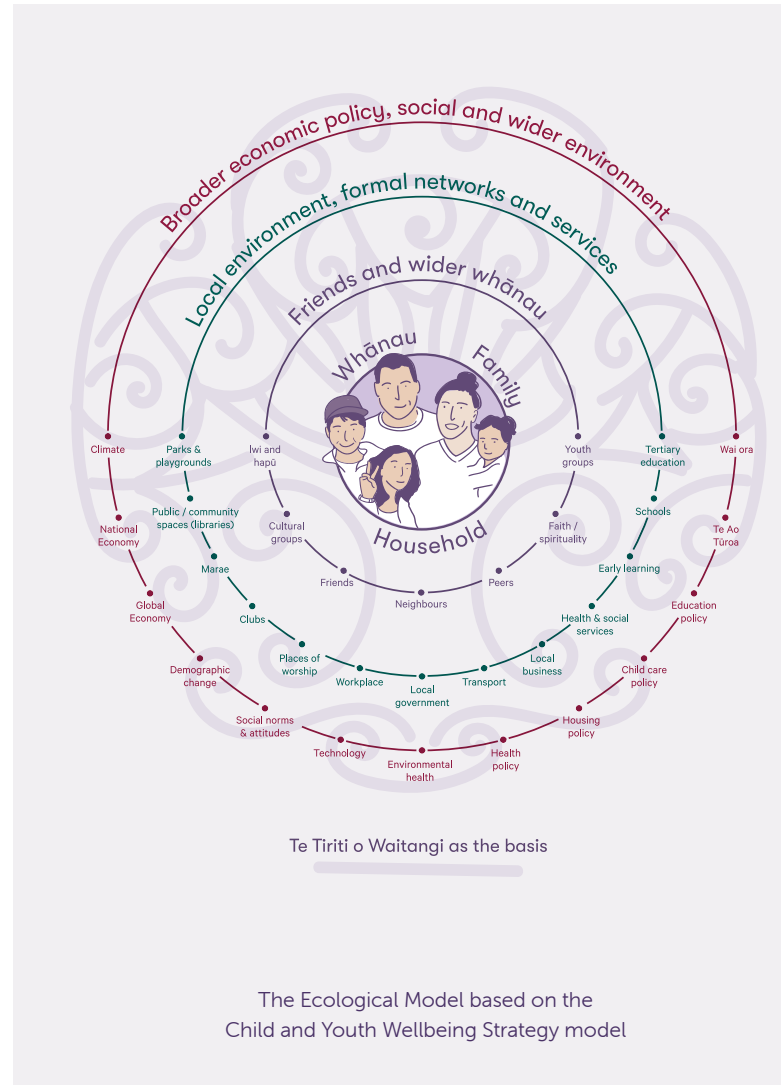 Broader economic policy, social and wider environment
Local environment, formal networks and services
Friends and wider whānau
Whānau
Family
Household
Iwi and
hapū
Cultural
groups
Friends
Neighbours
Peers
Faith /
spirituality
Youth
groups
Parks &
playgrounds
Public / community
spaces (libraries)
Marae
Clubs
Places of
worship
Workplace
Local
government
Transport
Local
business
Health & social
services
Early learning
Schools
Tertiary
education
Climate
National
Economy
Global
Economy
Demographic
change
Social norms
& attitudes
Technology
Environmental
health
Health
policy
Housing
policy
Child care
policy
Education
policy
Te Ao
Tūroa
Wai ora
Te Tiriti o Waitangi as the basis
The Ecological Model based on the
Child and Youth Wellbeing Strategy model